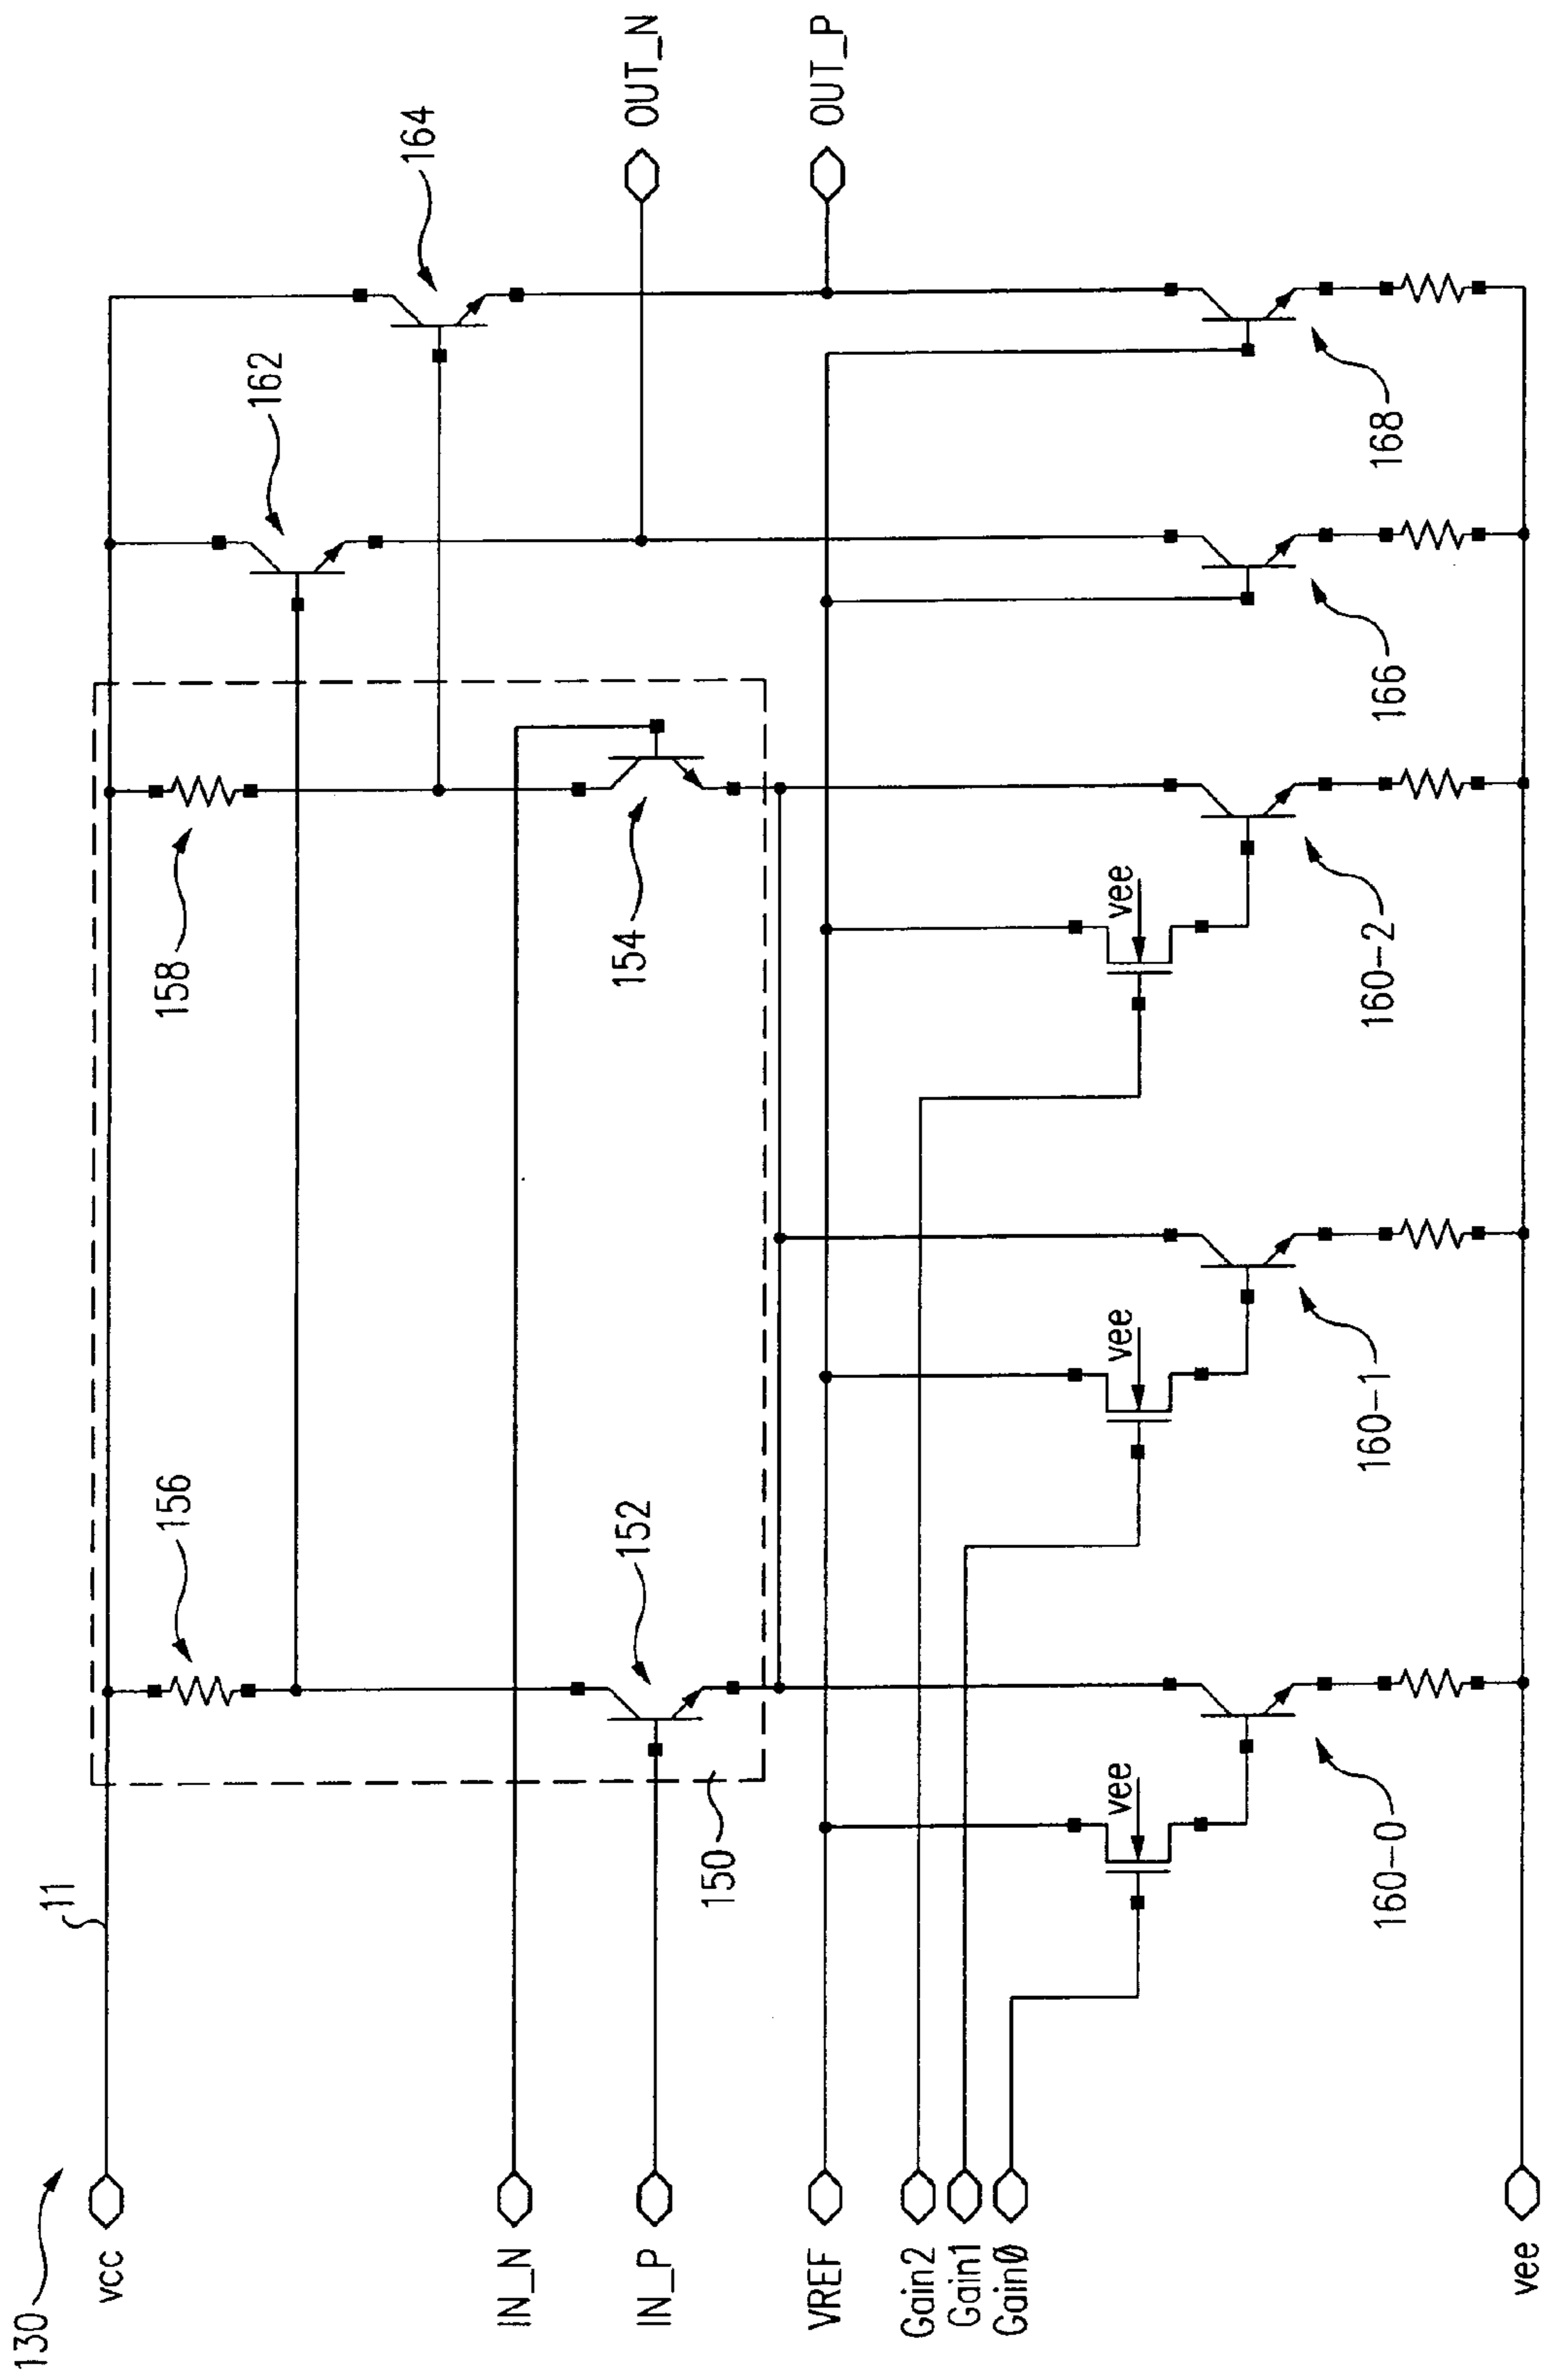 130
vcc
11
IN_N
IN_P
VREF
Gain2
Gain1
Gain0
vee
150
156
152
158
154
162
164
OUT_N
OUT_P
vee
160-0
vee
160-1
vee
160-2
166
168